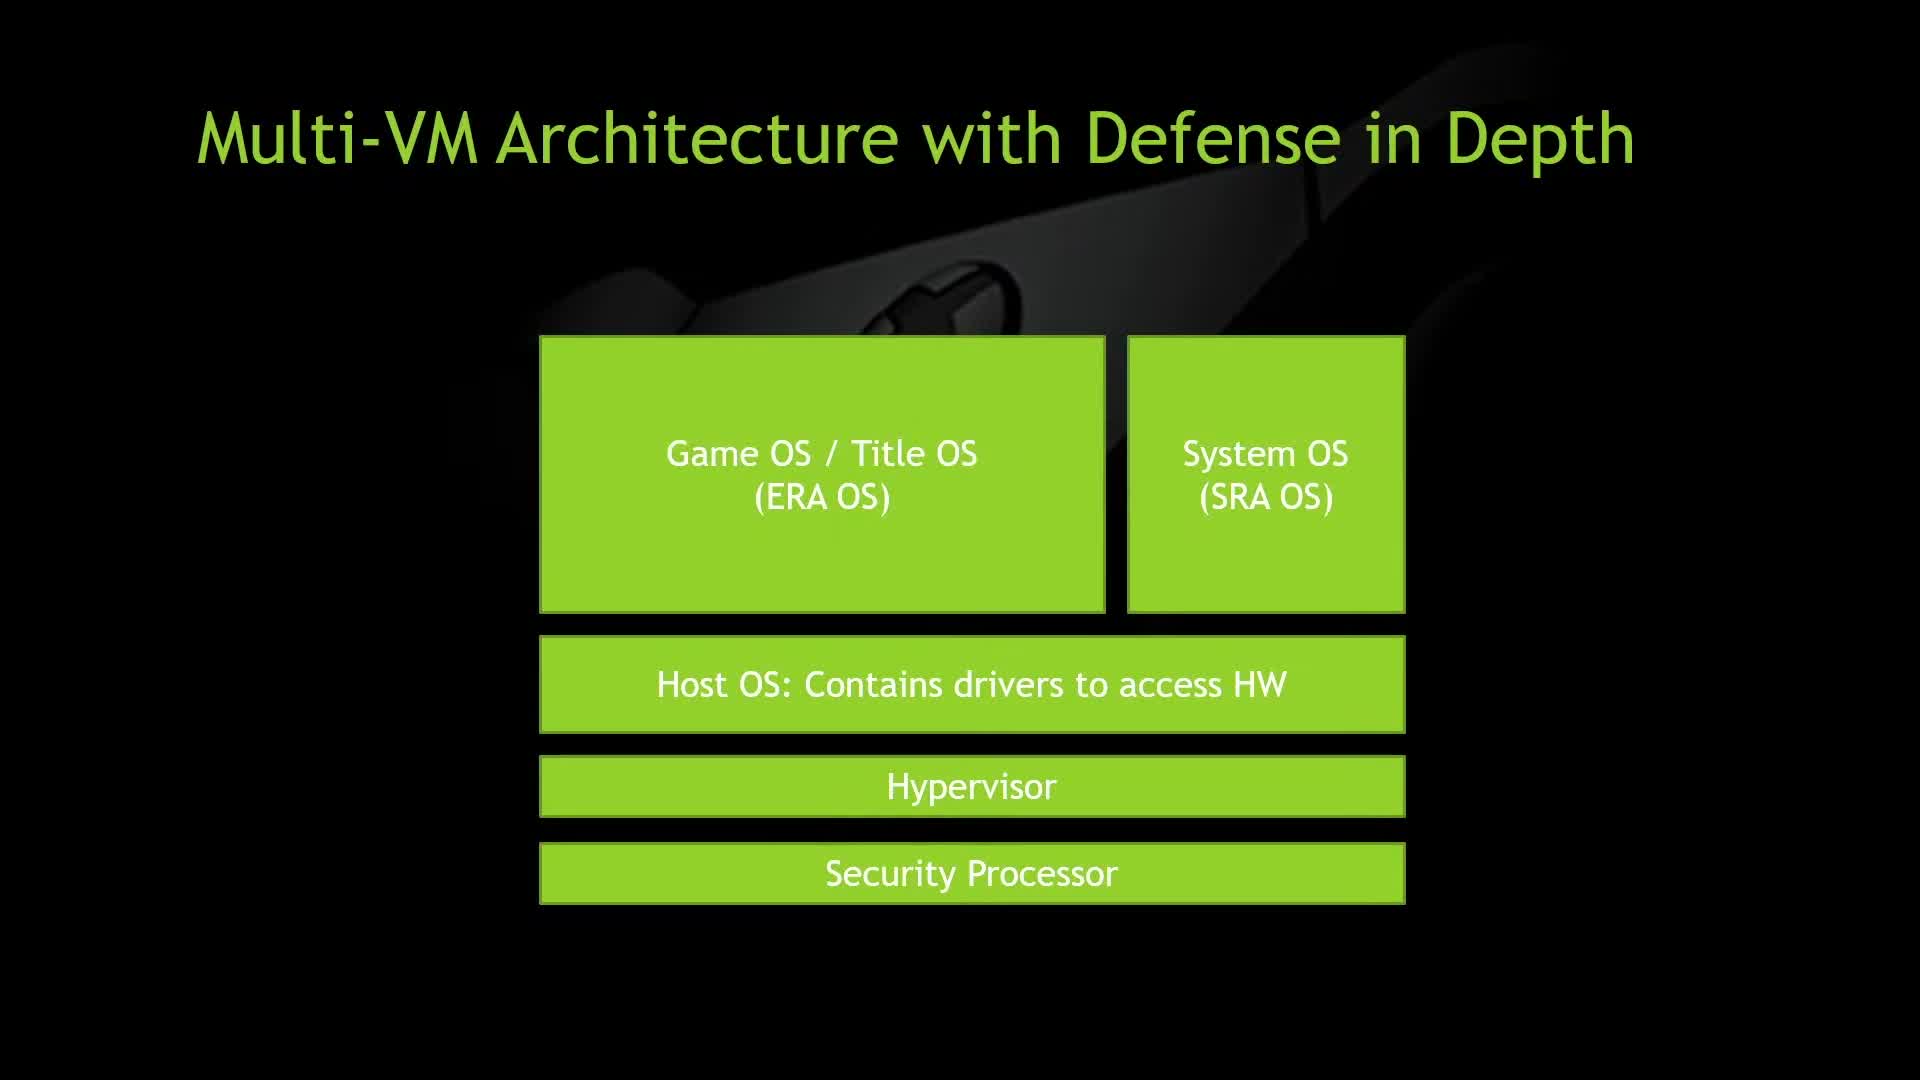 Multi-VM Architecture with Defense in Depth
Game OS / Title OS
(ERA OS)
System OS
(SRA OS)
Host OS: Contains drivers to access HW
Hypervisor
Security Processor